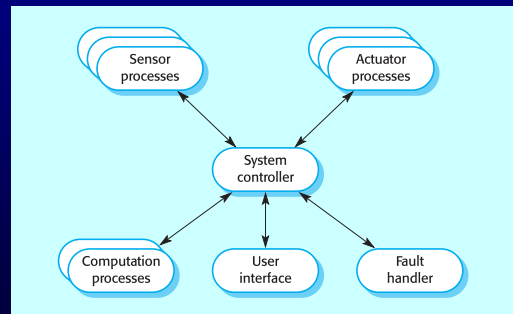 Sensor
processes
Actuator
processes
System
controller
Computation
processes
User
interface
Fault
handler